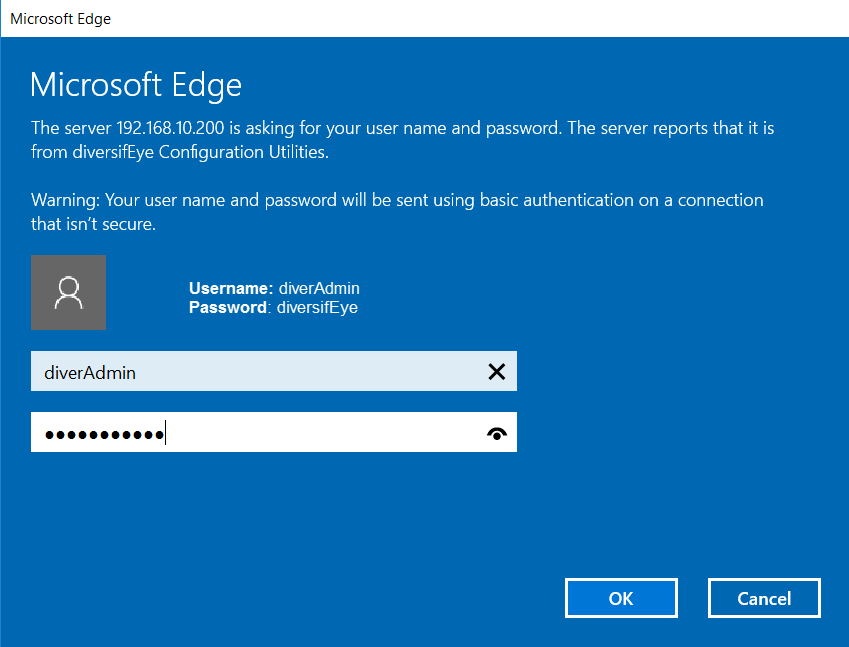 Microsoft Edge
Microsoft Edge
The server 192.168.10.200 is asking for your user name and password. The server reports that it is
from diversifEye Configuration Utilities.
Warning: Your user name and password will be sent using basic authentication on a connection
that isn’t secure.
Username: diverAdmin
Password: diversifEye
diverAdmin
●●●●●●●●●●●
OK Cancel